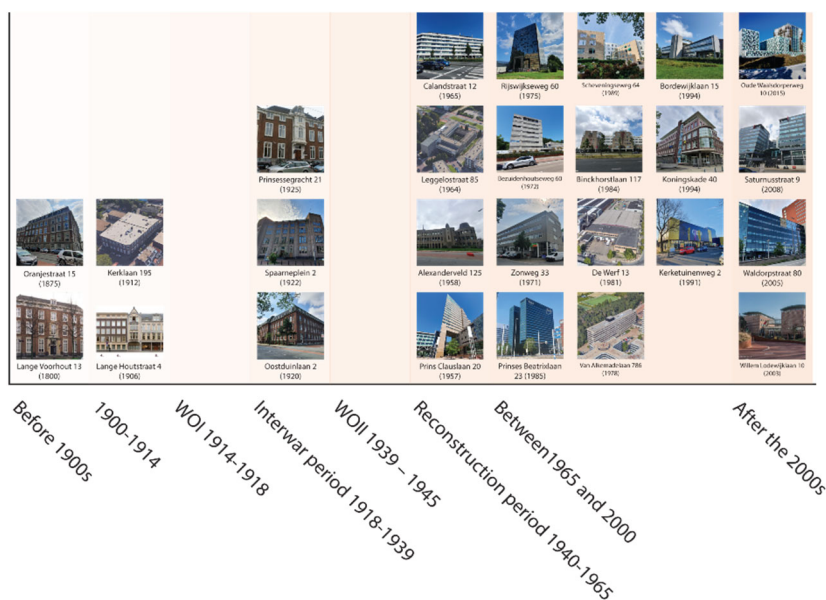 Calandstraat 12
(1965)
Rijswijkseweg 60
(1975)
Scheveningseweg 64
(1989)
Bordewijklaan 15
(1994)
Oude Waalsdorperweg
10 (2015)
Prinsessegracht 21
(1925)
Leggelostraat 85
(1964)
Bezuidenhoutseweg 60
(1972)
Binckhorstlaan 117
(1984)
Koningskade 40
(1994)
Saturnusstraat 9
(2008)
Oranjestraat 15
(1875)
Kerklaan 195
(1912)
Spaarneplein 2
(1922)
Alexanderveld 125
(1958)
Zonweg 33
(1971)
De Werf 13
(1981)
Kerketuinenweg 2
(1991)
Waldorpstraat 80
(2005)
Lange Voorhout 13
(1800)
Lange Houtstraat 4
(1906)
Oostduinlaan 2
(1920)
Prins Clauslaan 20
(1957)
Prinses Beatrixlaan
23 (1985)
Van Alkemadelaan 786
(1978)
Willem Lodewijklaan 10
(2003)
Before 1900s
1900-1914
WOI 1914-1918
Interwar period 1918-1939
WOII 1939 – 1945
Reconstruction period 1940-1965
Between1965 and 2000
After the 2000s